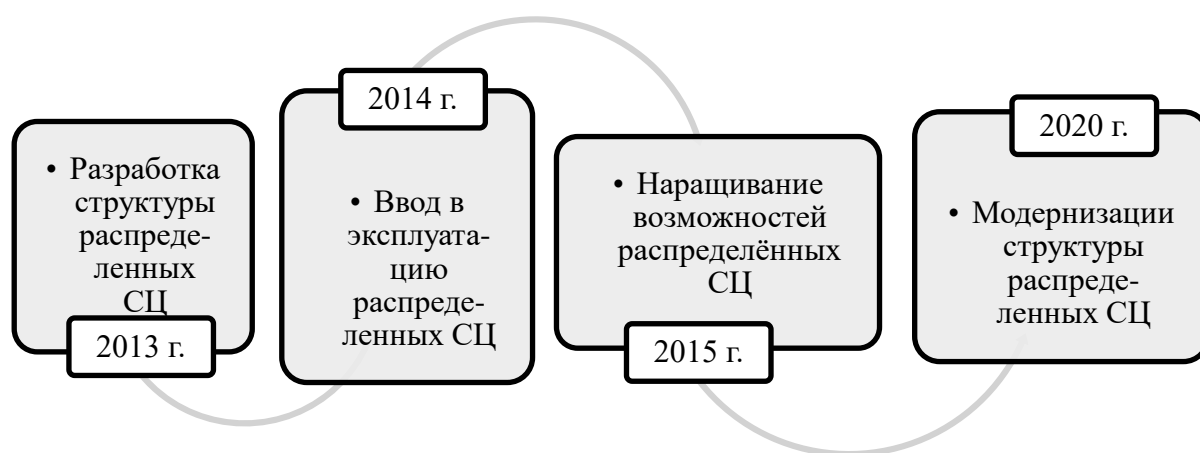 • Разработка
структуры
распреде-
ленных
СЦ
2013 г.
2014 г.
• Ввод в
эксплуата-
цию
распреде-
ленных СЦ
• Наращивание
возможностей
распределённых
СЦ
2015 г.
2020 г.
• Модернизации
структуры
распреде-
ленных СЦ